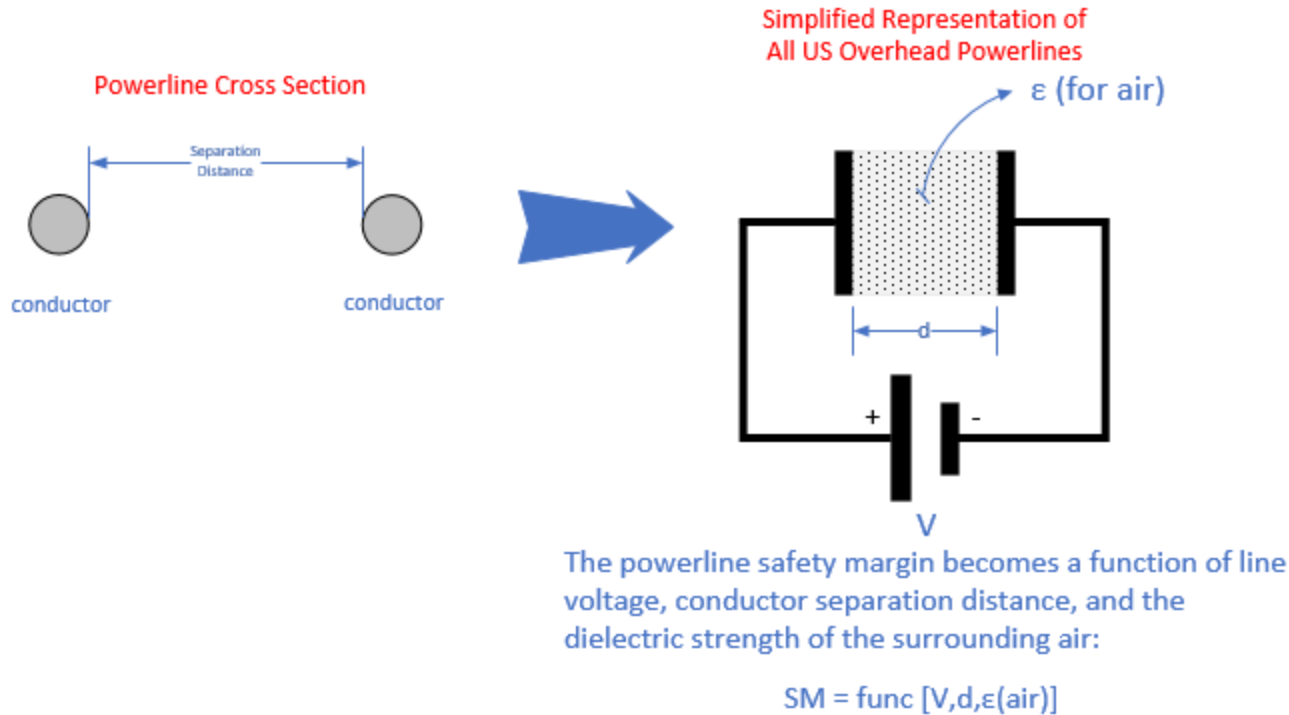 Powerline Cross Section
Separation
Distance
conductor
conductor
Simplified Representation of
All US Overhead Powerlines
ε (for air)
d
+
-
V
The powerline safety margin becomes a function of line
voltage, conductor separation distance, and the
dielectric strength of the surrounding air:
SM = func [V,d,ε(air)]